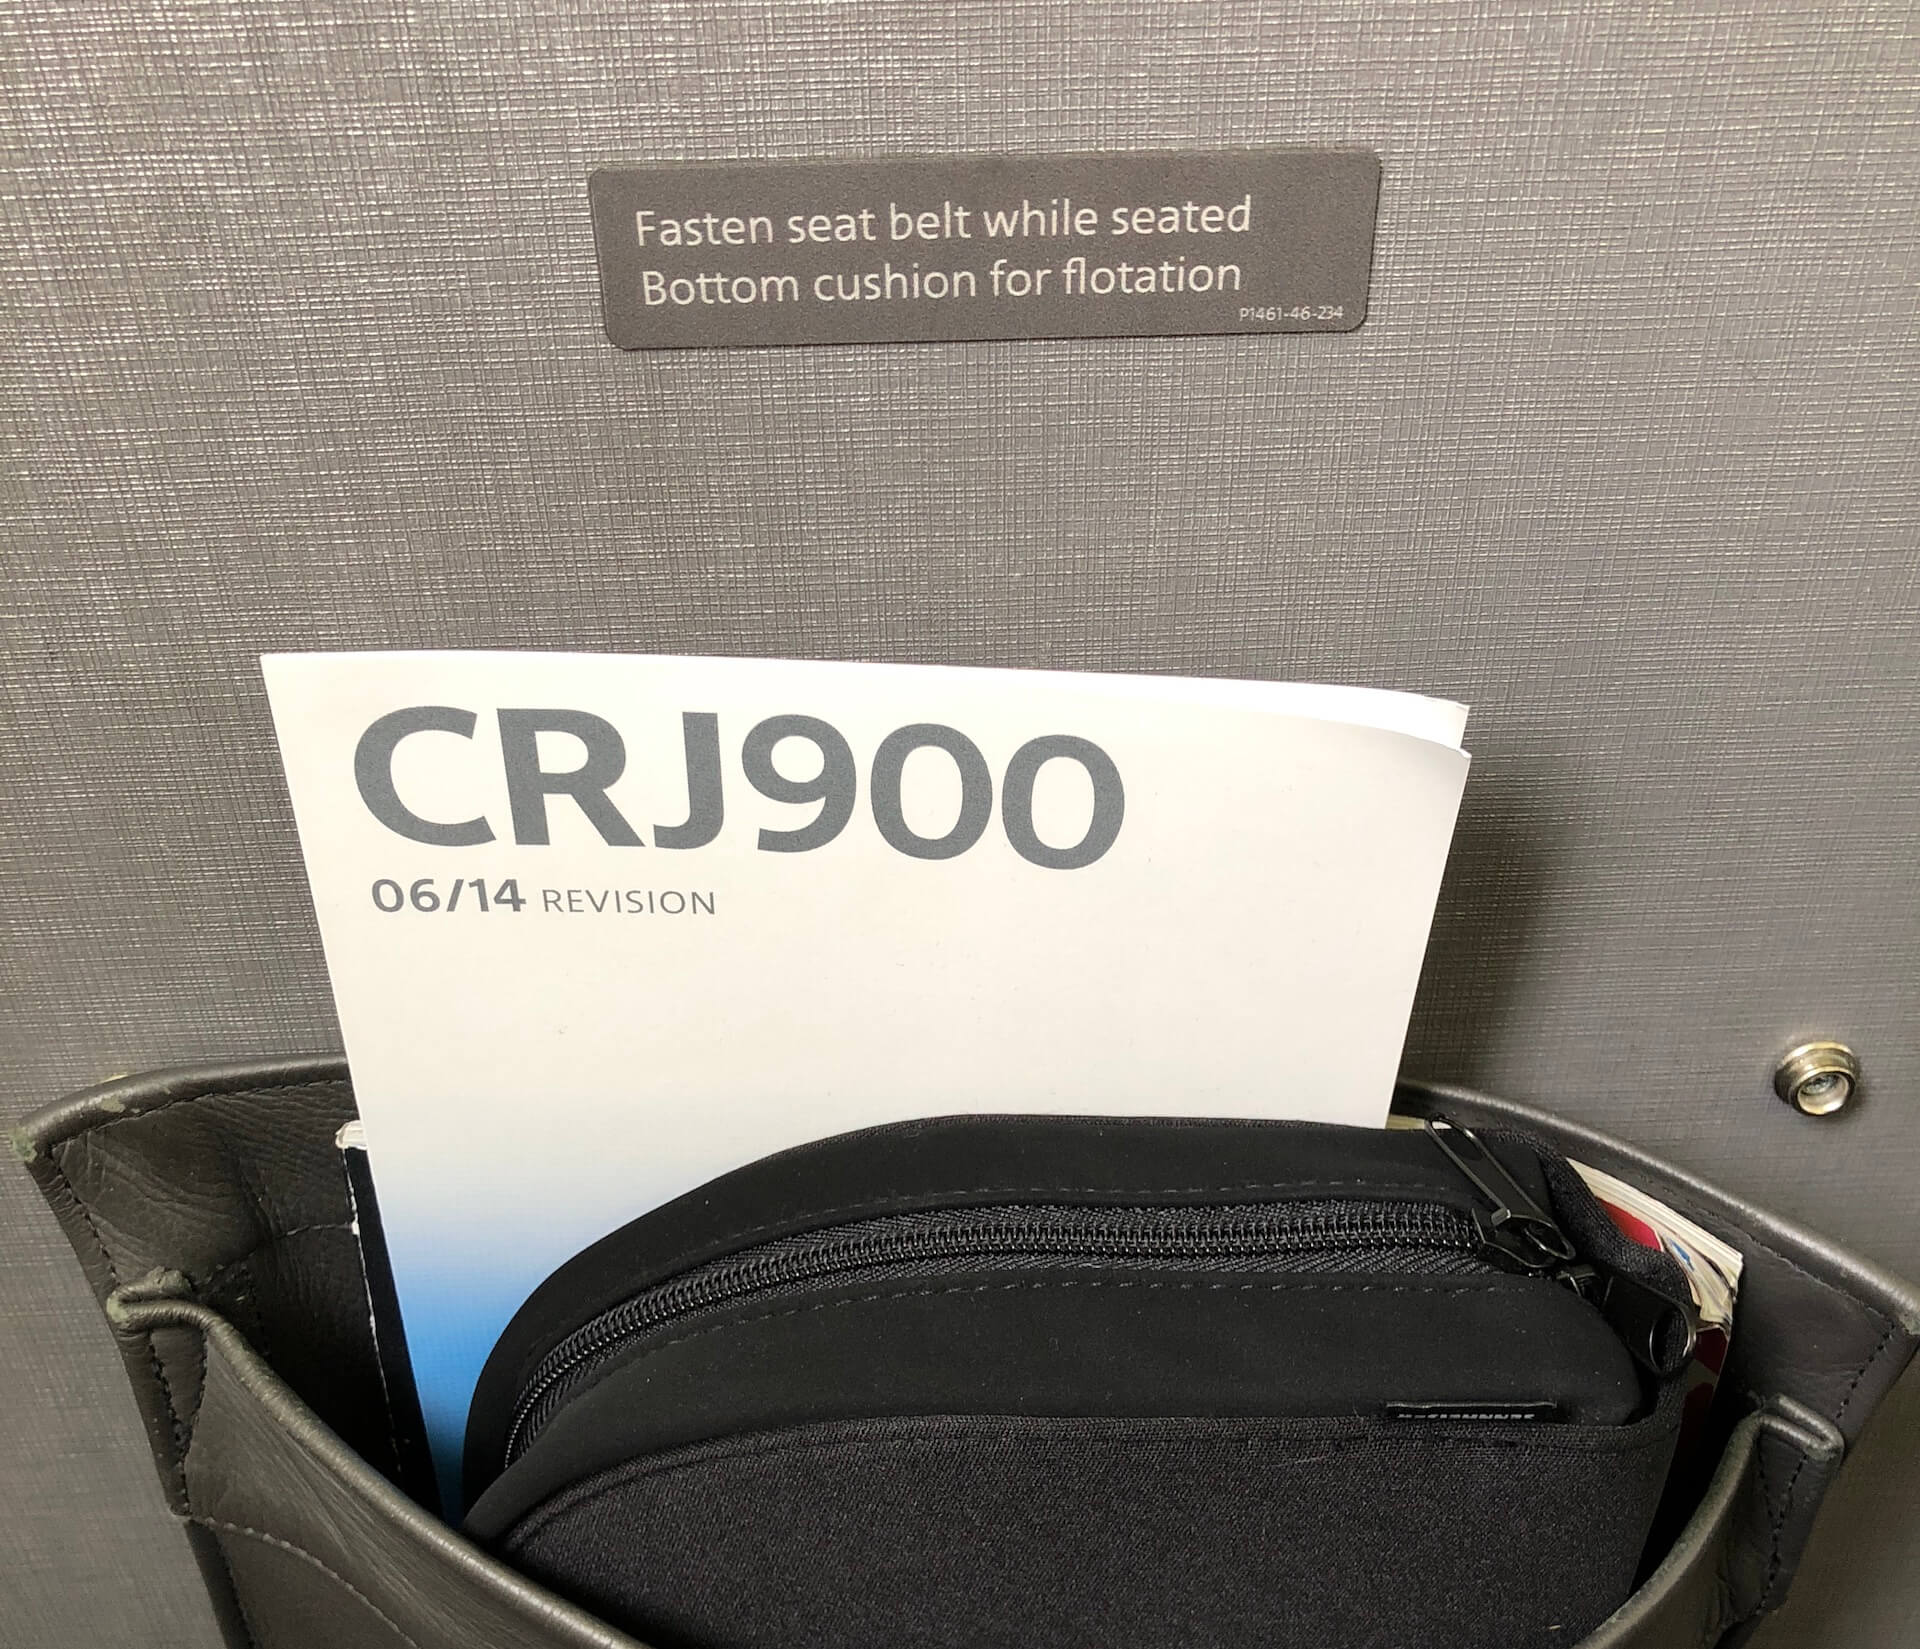 Fasten seat belt while seated
Bottom cushion for flotation
P1461-46-234
CRJ900
06/14 REVISION